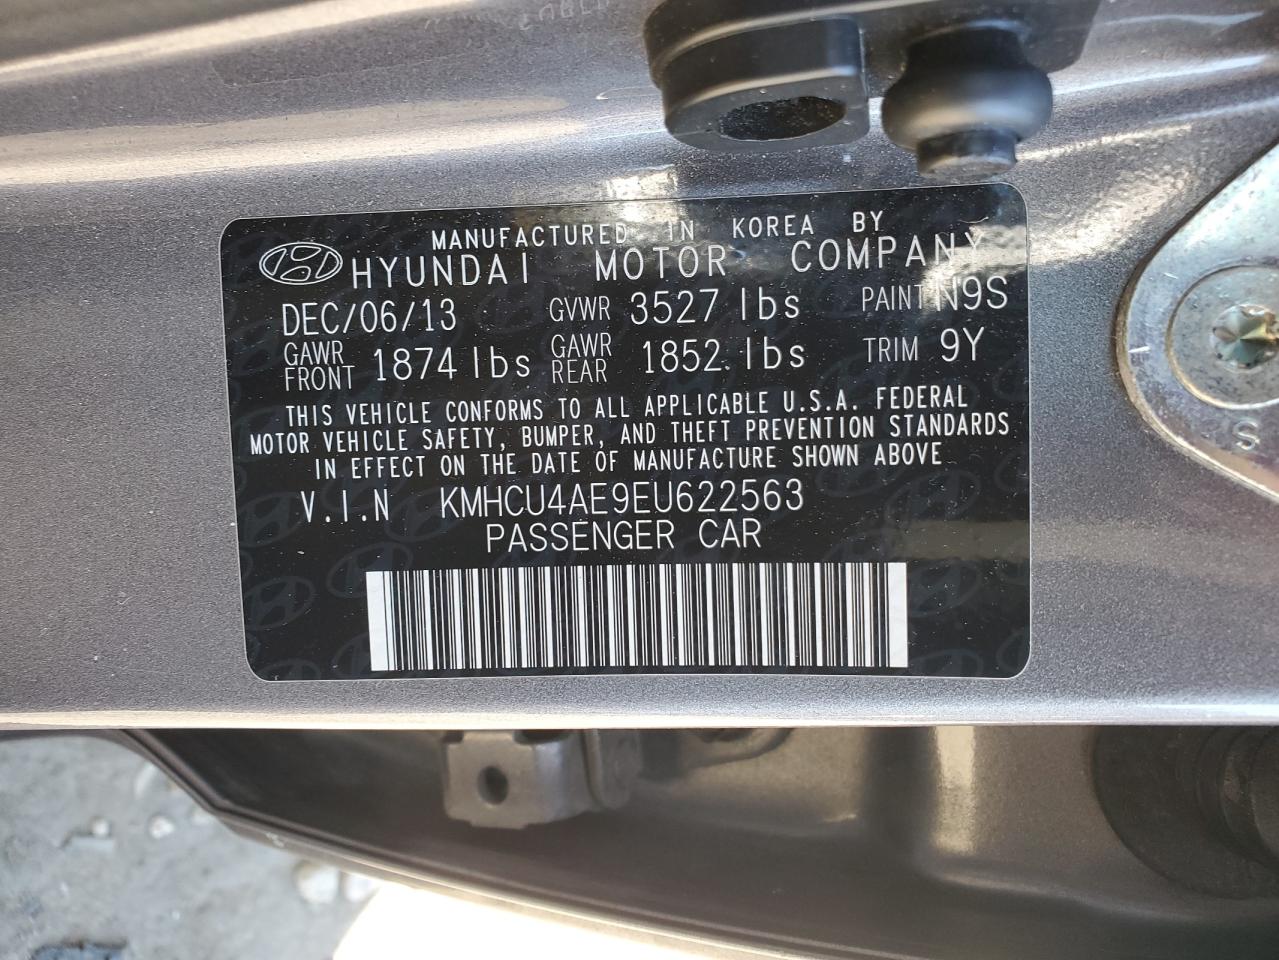 MANUFACTURED IN KOREA BY
HYUNDAI MOTOR COMPANY
DEC/06/13 GVWR 3527 lbs PAINT N9S
GAWR FRONT 1874 lbs GAWR REAR 1852 lbs TRIM 9Y
THIS VEHICLE CONFORMS TO ALL APPLICABLE U.S.A. FEDERAL
MOTOR VEHICLE SAFETY, BUMPER, AND THEFT PREVENTION STANDARDS
IN EFFECT ON THE DATE OF MANUFACTURE SHOWN ABOVE
V.I.N KMHCU4AE9EU622563
PASSENGER CAR
S